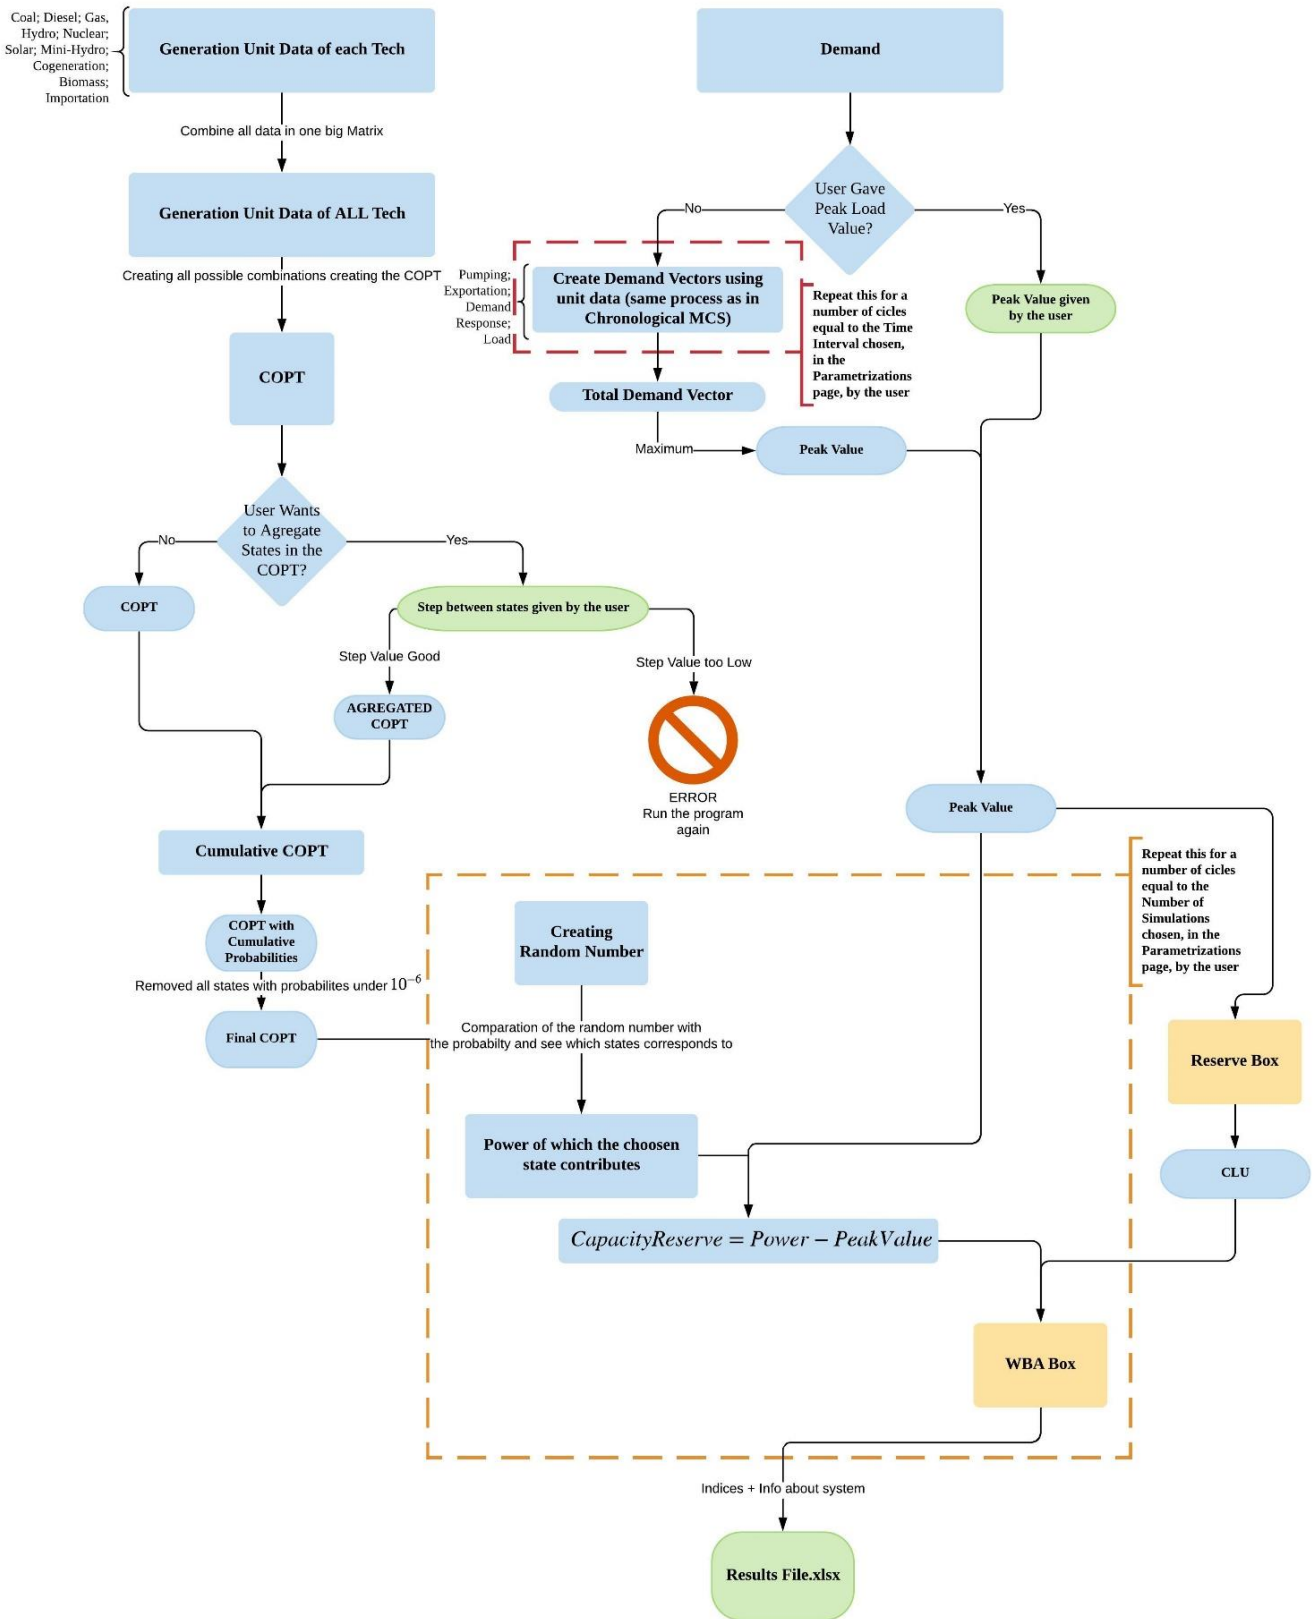 Coal; Diesel; Gas,
Hydro; Nuclear;
Solar; Mini-Hydro;
Cogeneration;
Biomass;
Importation
Generation Unit Data of each Tech
Combine all data in one big Matrix
Generation Unit Data of ALL Tech
Creating all possible combinations creating the COPT
COPT
User Wants
to Agregate
States in the
COPT?
No
Yes
COPT
Step between states given by the user
Step Value Good
Step Value too Low
AGREGATED
COPT
ERROR
Run the program
again
Cumulative COPT
COPT with
Cumulative
Probabilities
Removed all states with probabilites under 10⁻⁶
Final COPT
Demand
User Gave
Peak Load
Value?
No
Yes
Pumping;
Exportation;
Demand
Response;
Load
Create Demand Vectors using
unit data (same process as in
Chronological MCS)
Repeat this for a
number of cicles
equal to the Time
Interval chosen,
in the
Parametrizations
page, by the user
Peak Value given
by the user
Total Demand Vector
Maximum
Peak Value
Peak Value
Repeat this for a
number of cicles
equal to the
Number of
Simulations
chosen, in the
Parametrizations
page, by the user
Creating
Random Number
Comparation of the random number with
the probabilty and see which states corresponds to
Power of which the choosen
state contributes
CapacityReserve = Power − PeakValue
Reserve Box
CLU
WBA Box
Indices + Info about system
Results File.xlsx